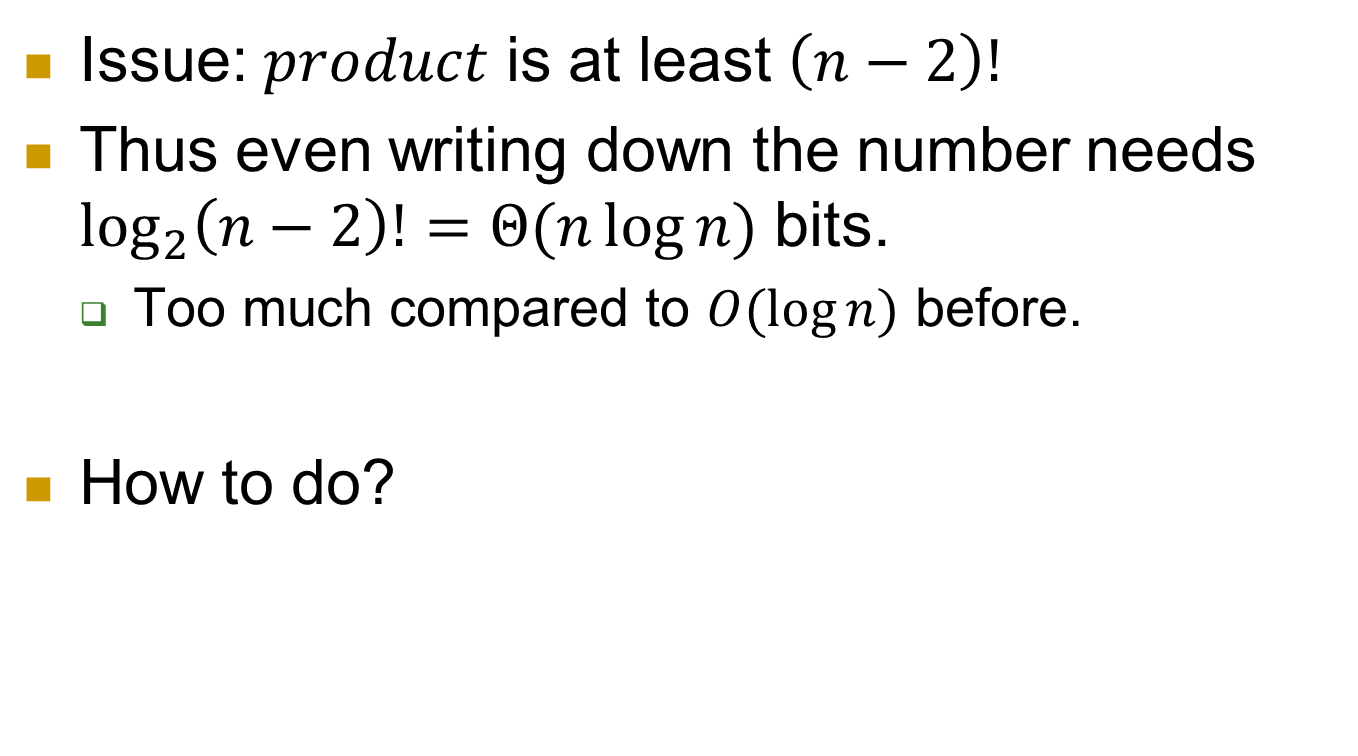 Issue: product is at least (n − 2)!
Thus even writing down the number needs
log₂(n − 2)! = Θ(n log n) bits.
Too much compared to O(log n) before.
How to do?